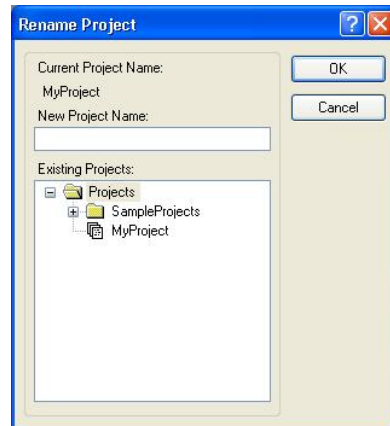 Rename Project
Current Project Name:
MyProject
New Project Name:
OK
Cancel
Existing Projects:
Projects
SampleProjects
MyProject